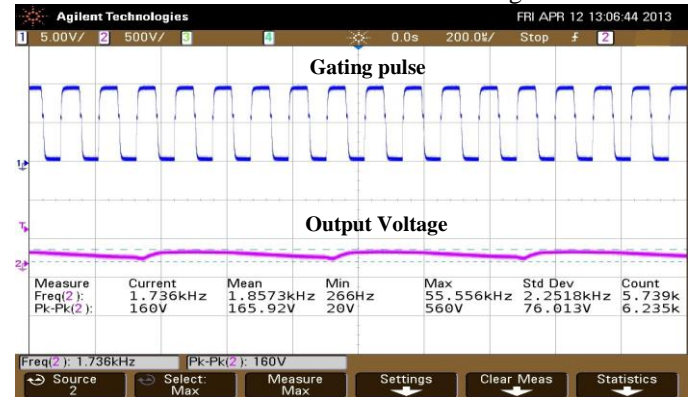 Agilent Technologies FRI APR 12 13:06:44 2013
1 5.00V/ 2 500V/ 3 4 0.0s 200.0%/ Stop 2
Gating pulse
1
T
Output Voltage
2
Measure Current Mean Min Max Std Dev Count
Freq(2): 1.736kHz 1.8573kHz 266Hz 55.556kHz 2.2518kHz 5.739k
Pk-Pk(2): 160V 165.92V 20V 560V 76.013V 6.235k
Freq(2): 1.736kHz Pk-Pk(2): 160V
Source Select: Measure Settings Clear Meas Statistics
2 Max Max